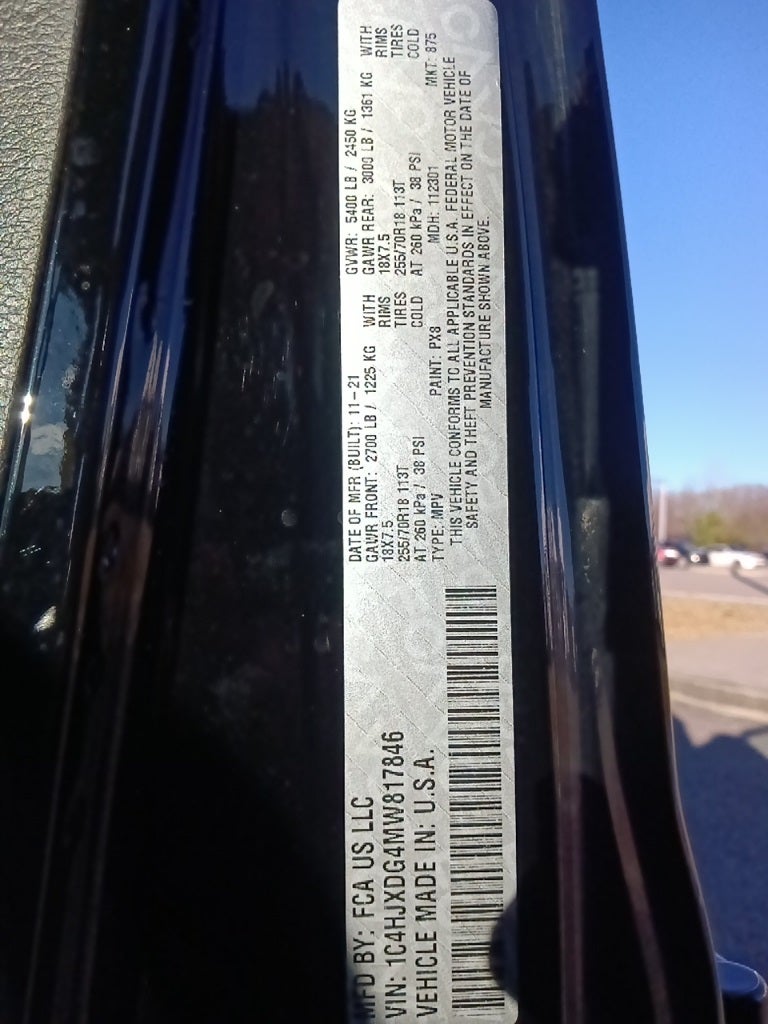 MFD BY: FCA US LLC
VIN: 1C4HJXDG4MW817846
VEHICLE MADE IN: U.S.A.
DATE OF MFR (BUILT): 11-21 GVWR: 5400 LB / 2450 KG
GAWR FRONT: 2700 LB / 1225 KG WITH GAWR REAR: 3000 LB / 1361 KG WITH
18X7.5 RIMS 18X7.5 RIMS
255/70R18 113T TIRES 255/70R18 113T TIRES
AT 260 kPa / 38 PSI COLD AT 260 kPa / 38 PSI COLD
TYPE: MPV PAINT: PX8 MDH: 112301 MKT: 875
THIS VEHICLE CONFORMS TO ALL APPLICABLE U.S.A. FEDERAL MOTOR VEHICLE
SAFETY AND THEFT PREVENTION STANDARDS IN EFFECT ON THE DATE OF
MANUFACTURE SHOWN ABOVE.